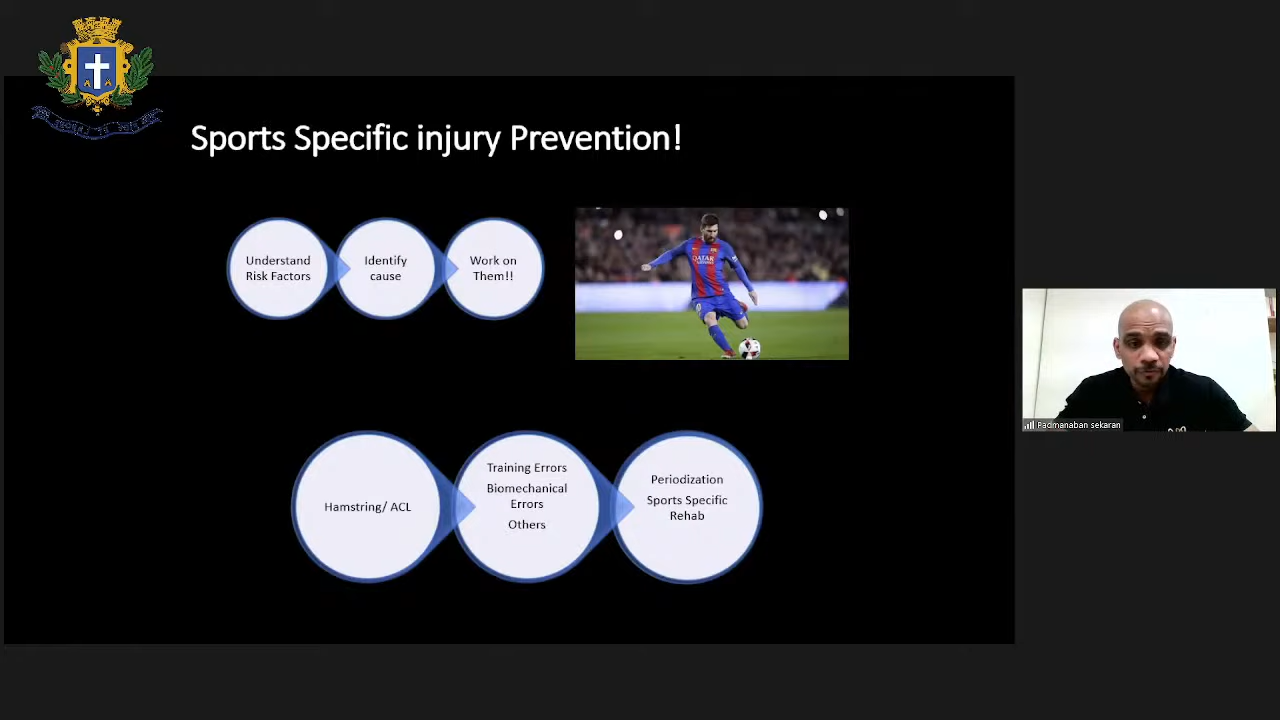 Sports Specific injury Prevention!
Understand
Risk Factors
Identify
cause
Work on
Them!!
QATAR
Hamstring/ ACL
Training Errors
Biomechanical
Errors
Others
Periodization
Sports Specific
Rehab
Padmanaban sekaran